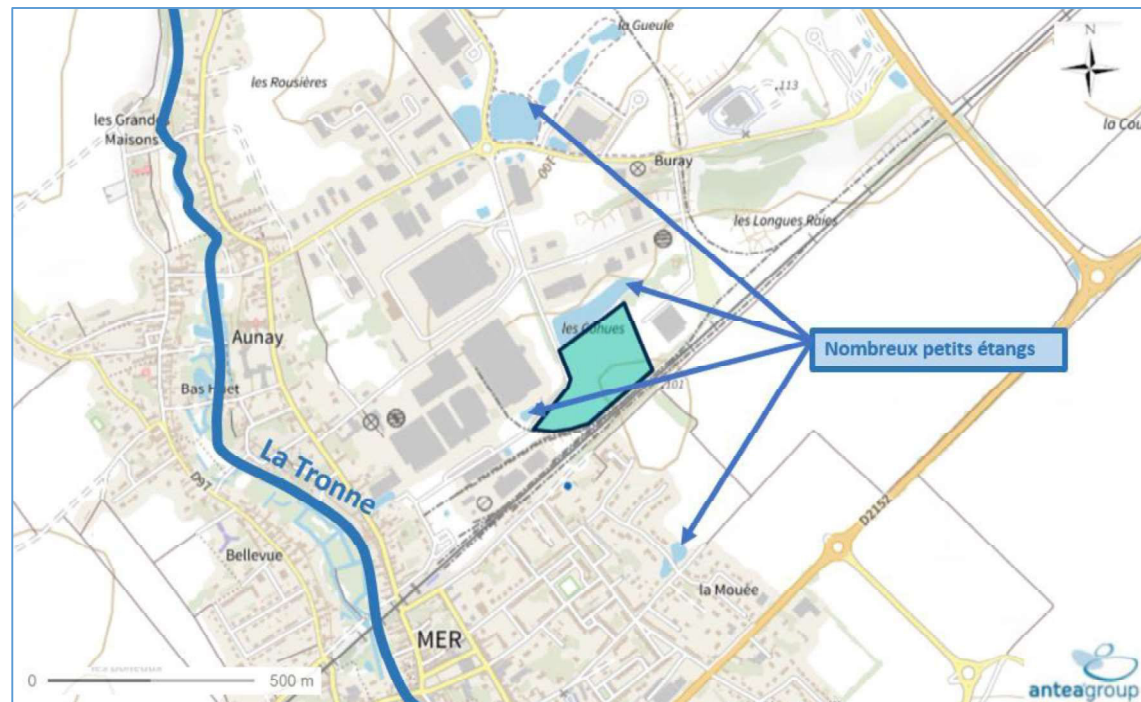 la Gueule
N
les Rousières
113
les Grandes
Maisons
la Cou
100
Buray
les Longues Raies
les Cohues
Nombreux petits étangs
Aunay
101
Bas Huet
La Tronne
D97
D2152
Bellevue
la Mouée
MER
0
500 m
anteagroup